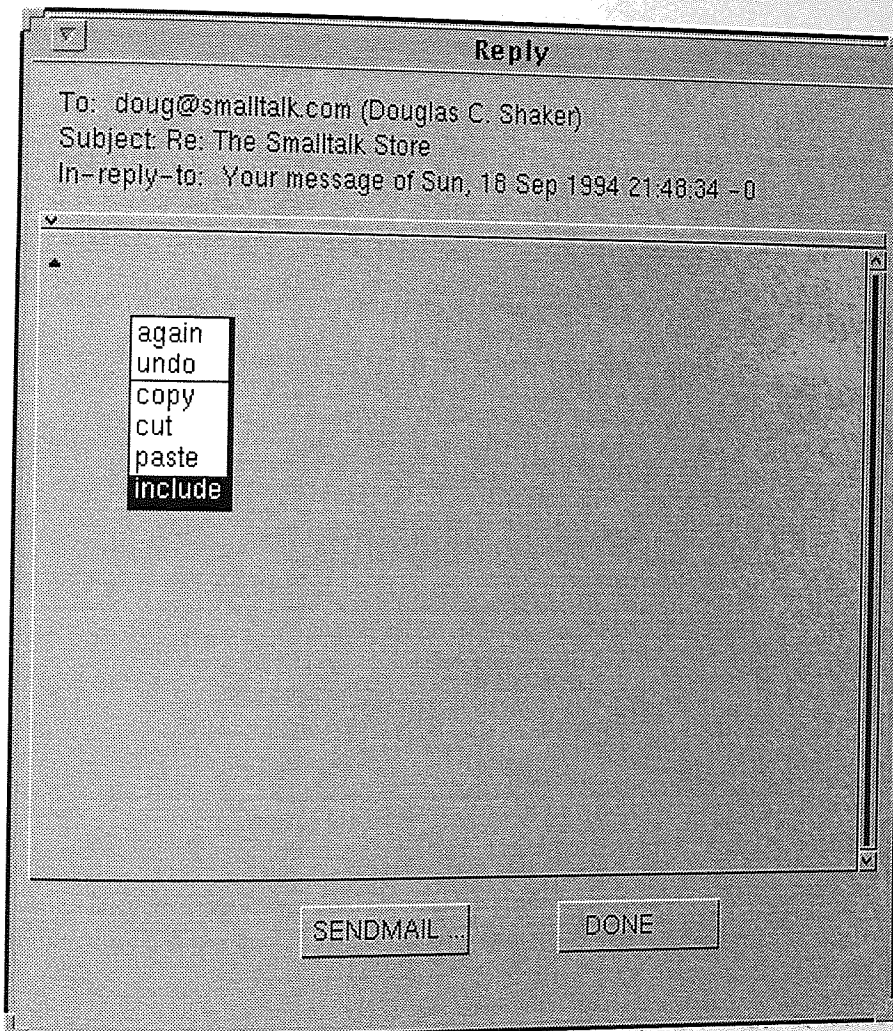 Reply
To: doug@smalltalk.com (Douglas C. Shaker)
Subject: Re: The Smalltalk Store
In-reply-to: Your message of Sun, 18 Sep 1994 21:48:34 -0
again
undo
copy
cut
paste
include
SENDMAIL ...
DONE